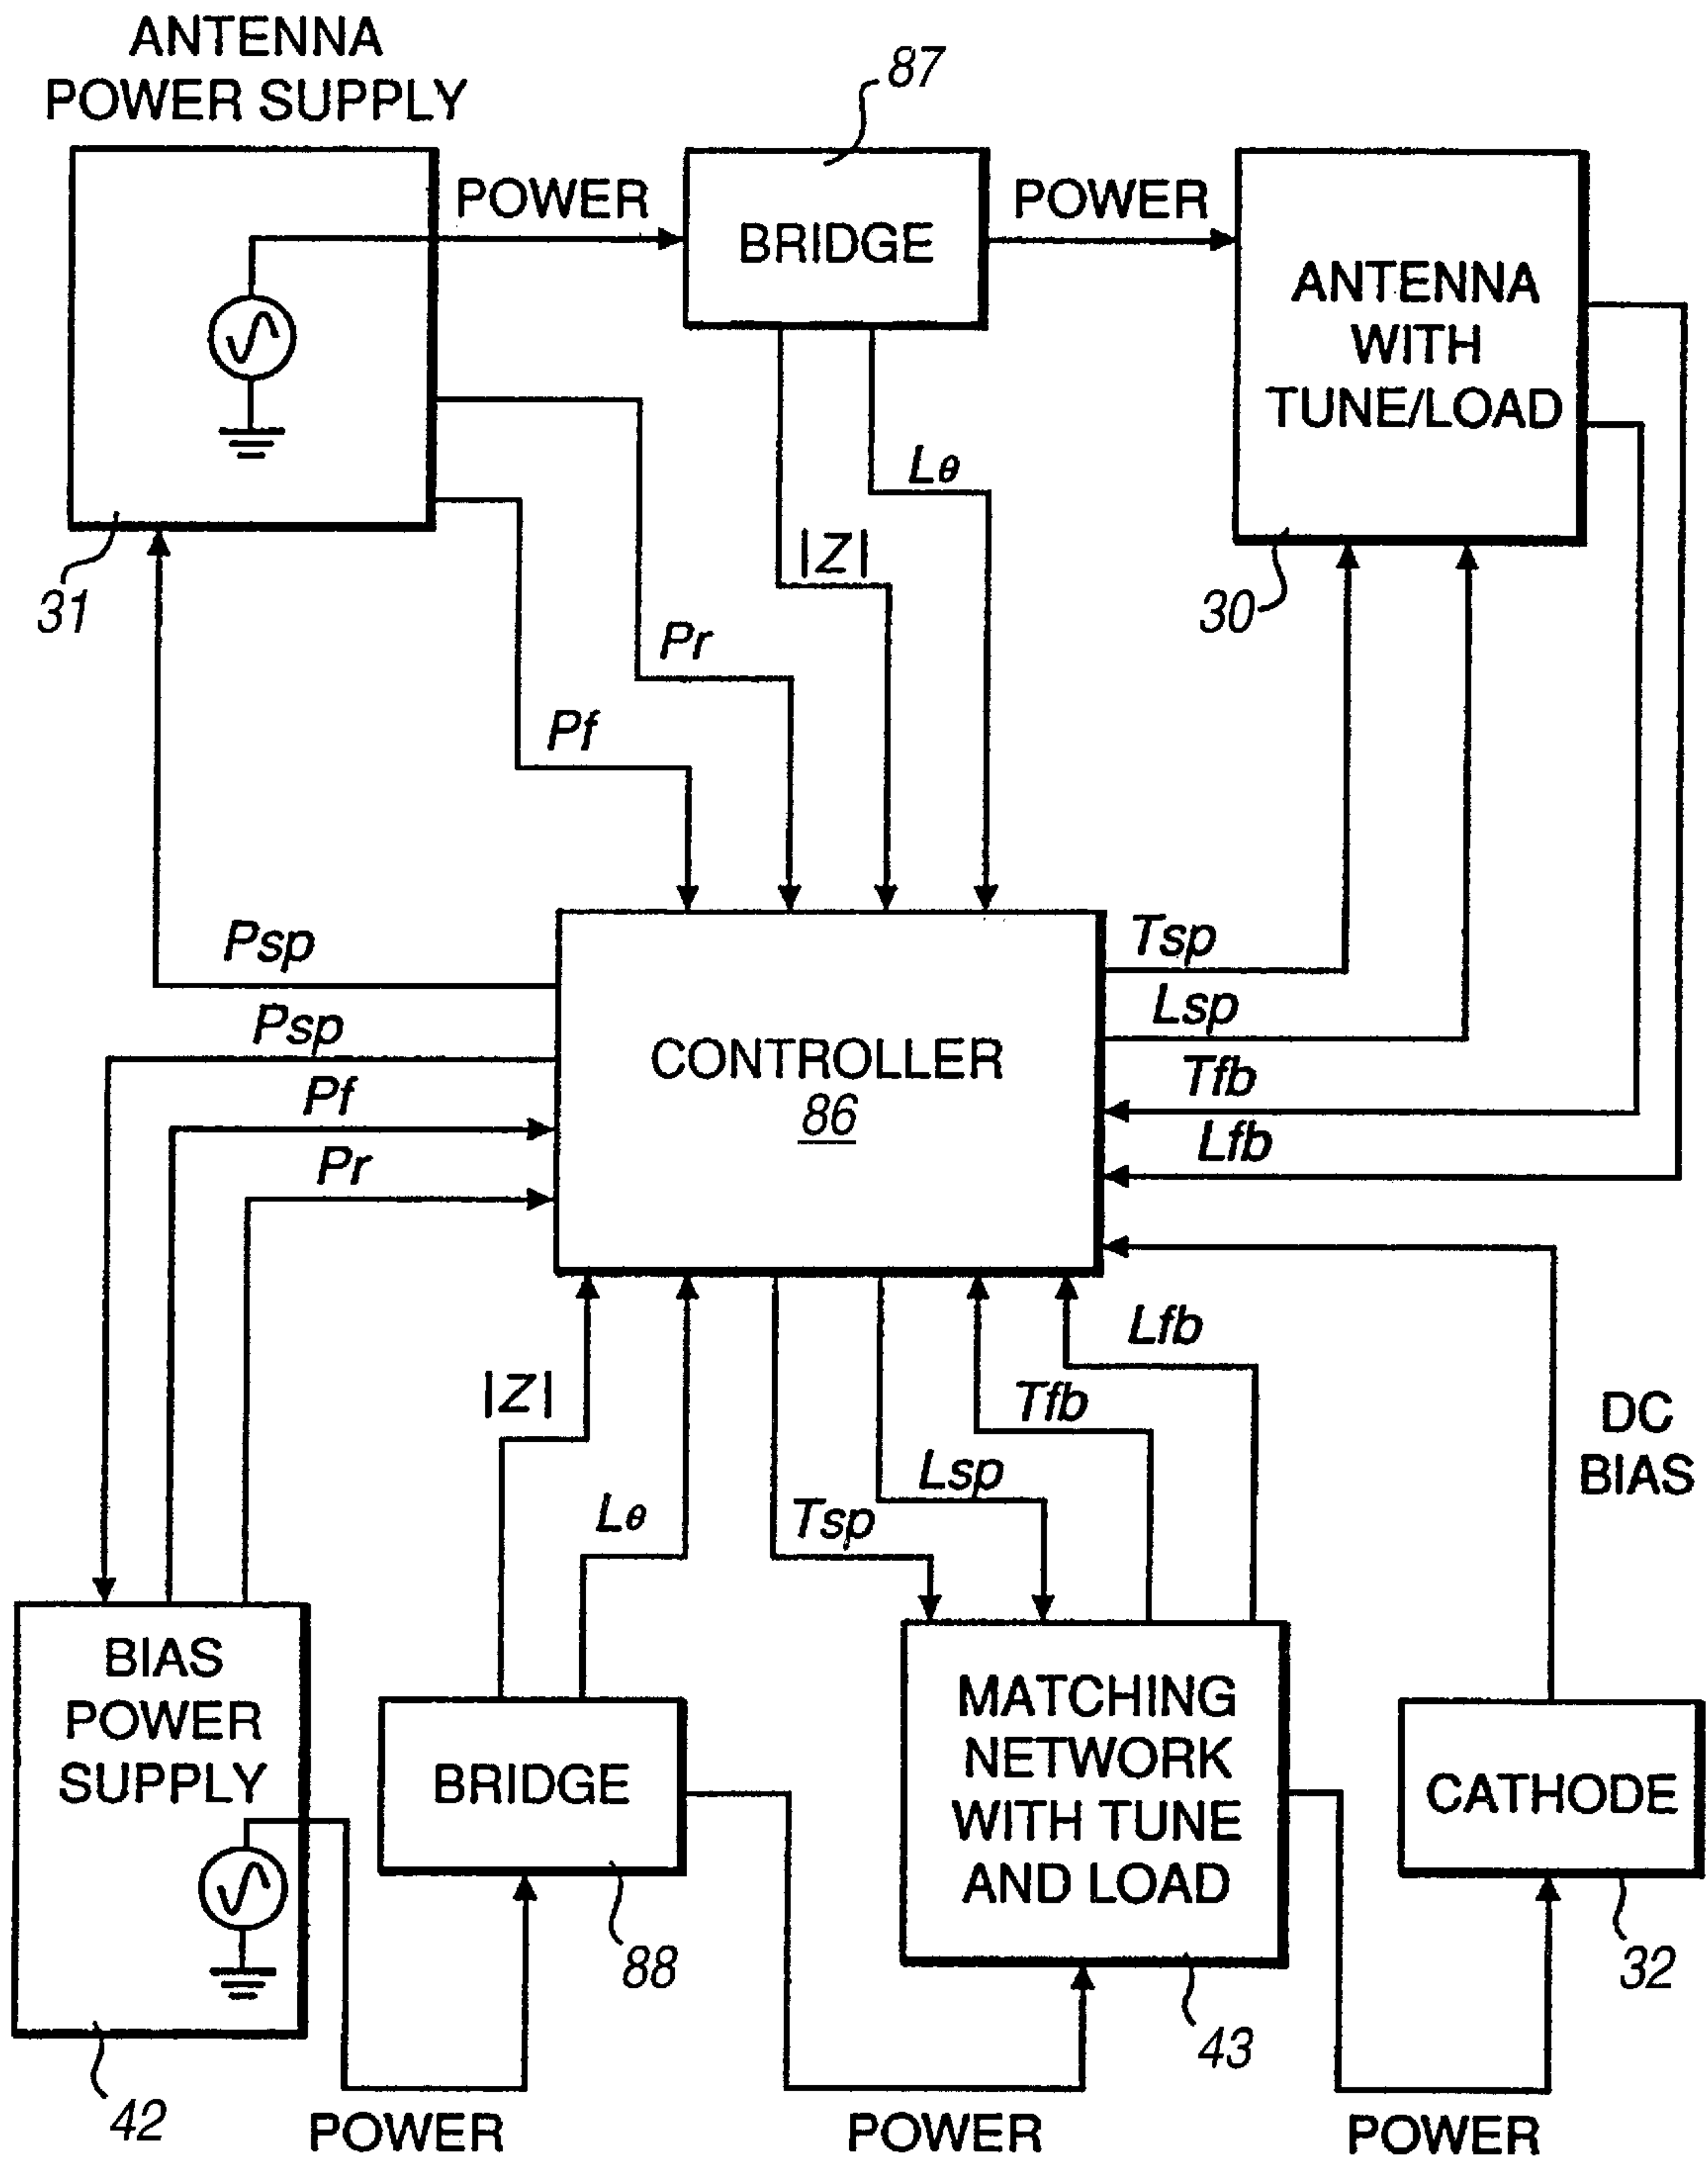 ANTENNA
POWER SUPPLY
87
POWER
BRIDGE
POWER
ANTENNA
WITH
TUNE/LOAD
Lθ
|Z|
31
30
Pr
Pf
Psp
Tsp
Psp
Lsp
CONTROLLER
86
Pf
Tfb
Pr
Lfb
Lfb
|Z|
Tfb
DC
BIAS
Lsp
Lθ
Tsp
BIAS
POWER
SUPPLY
BRIDGE
MATCHING
NETWORK
WITH TUNE
AND LOAD
CATHODE
88
32
43
42
POWER
POWER
POWER